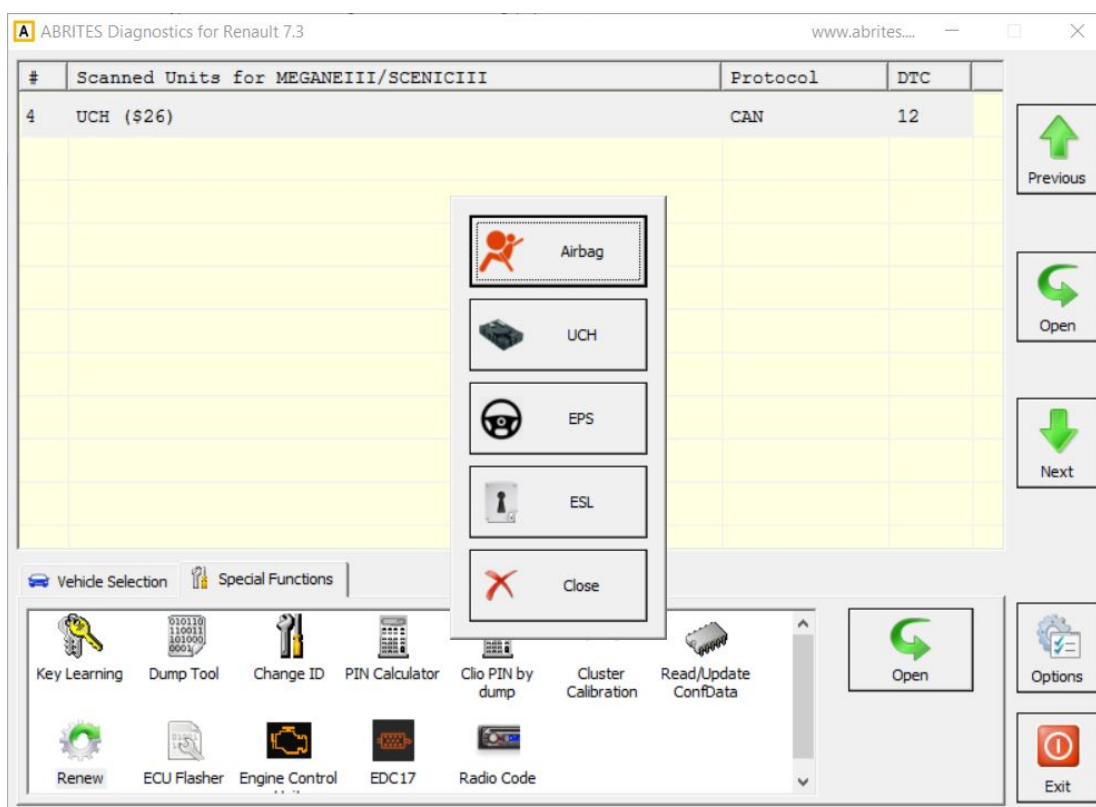 ABRITES Diagnostics for Renault 7.3
www.abrites....
# Scanned Units for MEGANEIII/SCENICIII Protocol DTC
4 UCH ($26) CAN 12
Previous
Open
Next
Airbag
UCH
EPS
ESL
Close
Vehicle Selection
Special Functions
Key Learning
Dump Tool
Change ID
PIN Calculator
Clio PIN by
dump
Cluster
Calibration
Read/Update
ConfData
Renew
ECU Flasher
Engine Control
EDC17
Radio Code
Open
Options
Exit